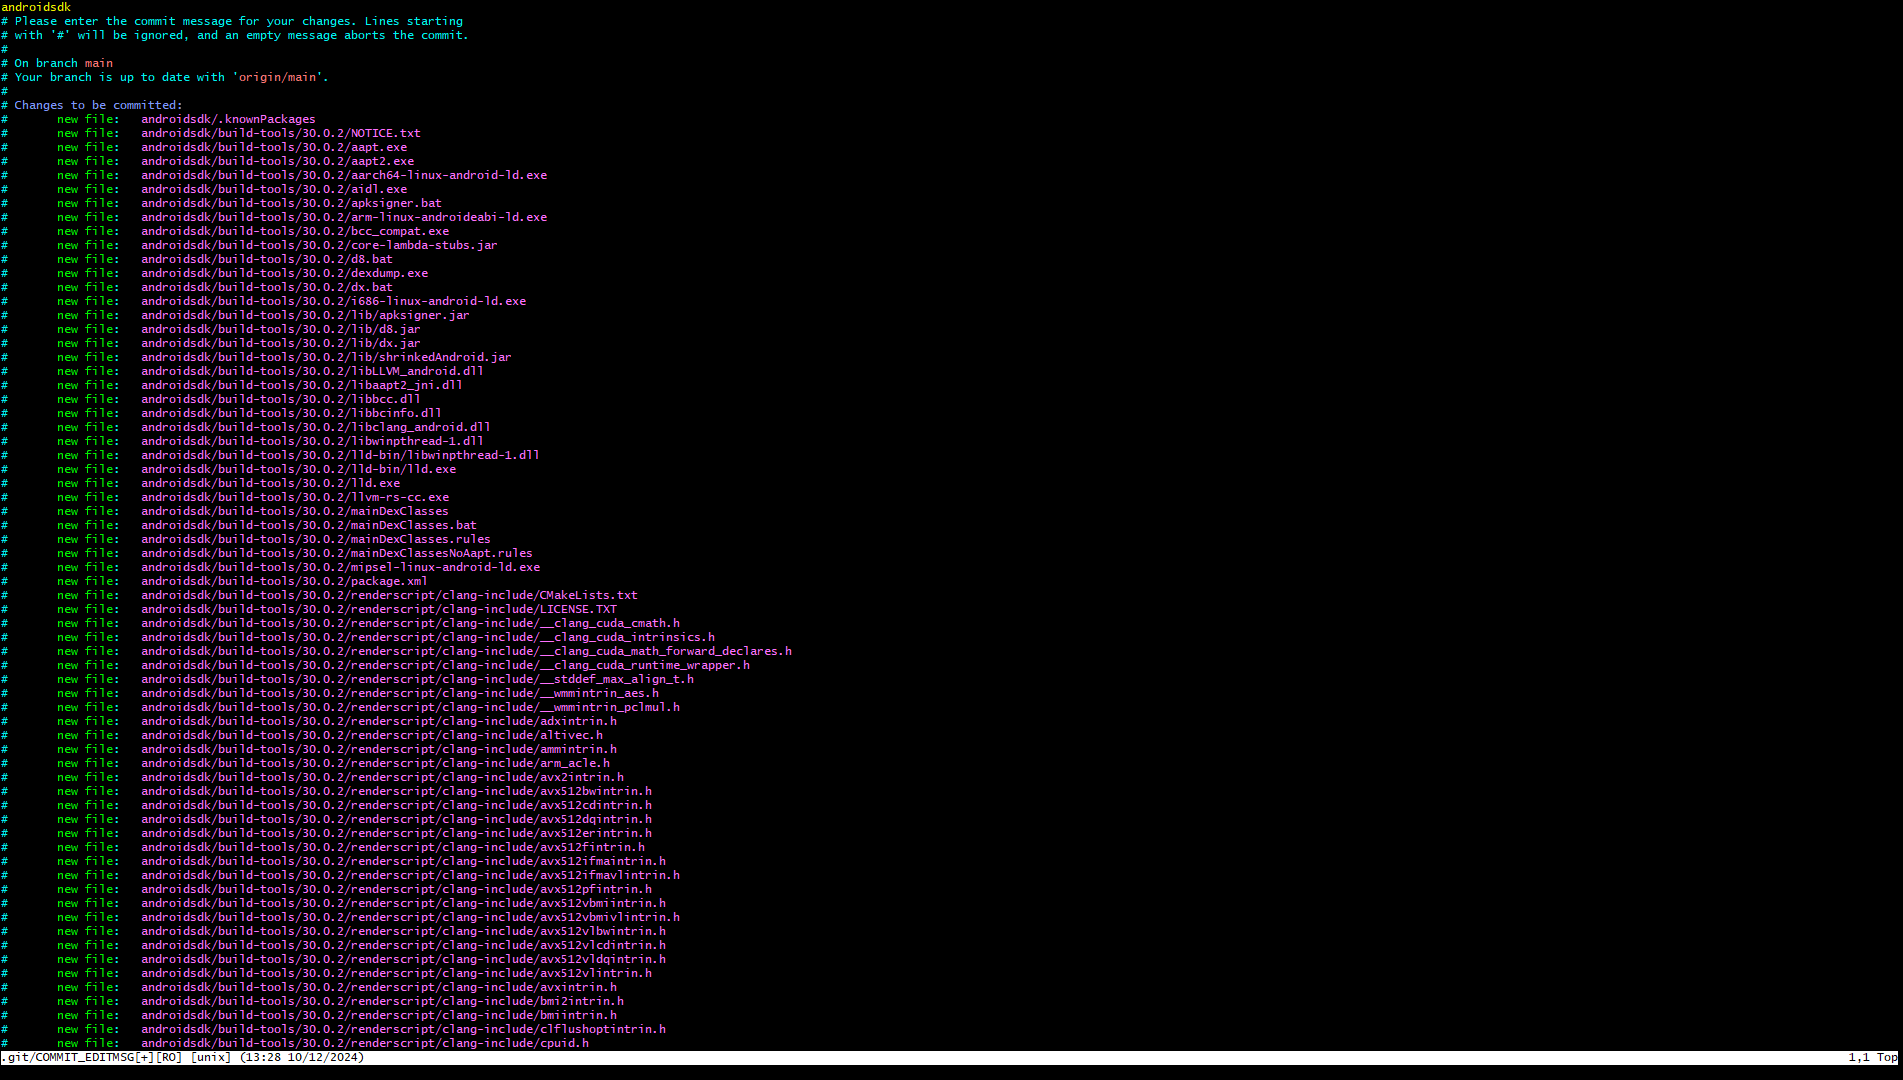 androidsdk
# Please enter the commit message for your changes. Lines starting
# with '#' will be ignored, and an empty message aborts the commit.
#
# On branch main
# Your branch is up to date with 'origin/main'.
#
# Changes to be committed:
#       new file:   androidsdk/.knownPackages
#       new file:   androidsdk/build-tools/30.0.2/NOTICE.txt
#       new file:   androidsdk/build-tools/30.0.2/aapt.exe
#       new file:   androidsdk/build-tools/30.0.2/aapt2.exe
#       new file:   androidsdk/build-tools/30.0.2/aarch64-linux-android-ld.exe
#       new file:   androidsdk/build-tools/30.0.2/aidl.exe
#       new file:   androidsdk/build-tools/30.0.2/apksigner.bat
#       new file:   androidsdk/build-tools/30.0.2/arm-linux-androideabi-ld.exe
#       new file:   androidsdk/build-tools/30.0.2/bcc_compat.exe
#       new file:   androidsdk/build-tools/30.0.2/core-lambda-stubs.jar
#       new file:   androidsdk/build-tools/30.0.2/d8.bat
#       new file:   androidsdk/build-tools/30.0.2/dexdump.exe
#       new file:   androidsdk/build-tools/30.0.2/dx.bat
#       new file:   androidsdk/build-tools/30.0.2/i686-linux-android-ld.exe
#       new file:   androidsdk/build-tools/30.0.2/lib/apksigner.jar
#       new file:   androidsdk/build-tools/30.0.2/lib/d8.jar
#       new file:   androidsdk/build-tools/30.0.2/lib/dx.jar
#       new file:   androidsdk/build-tools/30.0.2/lib/shrinkedAndroid.jar
#       new file:   androidsdk/build-tools/30.0.2/libLLVM_android.dll
#       new file:   androidsdk/build-tools/30.0.2/libaapt2_jni.dll
#       new file:   androidsdk/build-tools/30.0.2/libbcc.dll
#       new file:   androidsdk/build-tools/30.0.2/libbcinfo.dll
#       new file:   androidsdk/build-tools/30.0.2/libclang_android.dll
#       new file:   androidsdk/build-tools/30.0.2/libwinpthread-1.dll
#       new file:   androidsdk/build-tools/30.0.2/lld-bin/libwinpthread-1.dll
#       new file:   androidsdk/build-tools/30.0.2/lld-bin/lld.exe
#       new file:   androidsdk/build-tools/30.0.2/lld.exe
#       new file:   androidsdk/build-tools/30.0.2/llvm-rs-cc.exe
#       new file:   androidsdk/build-tools/30.0.2/mainDexClasses
#       new file:   androidsdk/build-tools/30.0.2/mainDexClasses.bat
#       new file:   androidsdk/build-tools/30.0.2/mainDexClasses.rules
#       new file:   androidsdk/build-tools/30.0.2/mainDexClassesNoAapt.rules
#       new file:   androidsdk/build-tools/30.0.2/mipsel-linux-android-ld.exe
#       new file:   androidsdk/build-tools/30.0.2/package.xml
#       new file:   androidsdk/build-tools/30.0.2/renderscript/clang-include/CMakeLists.txt
#       new file:   androidsdk/build-tools/30.0.2/renderscript/clang-include/LICENSE.TXT
#       new file:   androidsdk/build-tools/30.0.2/renderscript/clang-include/__clang_cuda_cmath.h
#       new file:   androidsdk/build-tools/30.0.2/renderscript/clang-include/__clang_cuda_intrinsics.h
#       new file:   androidsdk/build-tools/30.0.2/renderscript/clang-include/__clang_cuda_math_forward_declares.h
#       new file:   androidsdk/build-tools/30.0.2/renderscript/clang-include/__clang_cuda_runtime_wrapper.h
#       new file:   androidsdk/build-tools/30.0.2/renderscript/clang-include/__stddef_max_align_t.h
#       new file:   androidsdk/build-tools/30.0.2/renderscript/clang-include/__wmmintrin_aes.h
#       new file:   androidsdk/build-tools/30.0.2/renderscript/clang-include/__wmmintrin_pclmul.h
#       new file:   androidsdk/build-tools/30.0.2/renderscript/clang-include/adxintrin.h
#       new file:   androidsdk/build-tools/30.0.2/renderscript/clang-include/altivec.h
#       new file:   androidsdk/build-tools/30.0.2/renderscript/clang-include/ammintrin.h
#       new file:   androidsdk/build-tools/30.0.2/renderscript/clang-include/arm_acle.h
#       new file:   androidsdk/build-tools/30.0.2/renderscript/clang-include/avx2intrin.h
#       new file:   androidsdk/build-tools/30.0.2/renderscript/clang-include/avx512bwintrin.h
#       new file:   androidsdk/build-tools/30.0.2/renderscript/clang-include/avx512cdintrin.h
#       new file:   androidsdk/build-tools/30.0.2/renderscript/clang-include/avx512dqintrin.h
#       new file:   androidsdk/build-tools/30.0.2/renderscript/clang-include/avx512erintrin.h
#       new file:   androidsdk/build-tools/30.0.2/renderscript/clang-include/avx512fintrin.h
#       new file:   androidsdk/build-tools/30.0.2/renderscript/clang-include/avx512ifmaintrin.h
#       new file:   androidsdk/build-tools/30.0.2/renderscript/clang-include/avx512ifmavlintrin.h
#       new file:   androidsdk/build-tools/30.0.2/renderscript/clang-include/avx512pfintrin.h
#       new file:   androidsdk/build-tools/30.0.2/renderscript/clang-include/avx512vbmiintrin.h
#       new file:   androidsdk/build-tools/30.0.2/renderscript/clang-include/avx512vbmivlintrin.h
#       new file:   androidsdk/build-tools/30.0.2/renderscript/clang-include/avx512vlbwintrin.h
#       new file:   androidsdk/build-tools/30.0.2/renderscript/clang-include/avx512vlcdintrin.h
#       new file:   androidsdk/build-tools/30.0.2/renderscript/clang-include/avx512vldqintrin.h
#       new file:   androidsdk/build-tools/30.0.2/renderscript/clang-include/avx512vlintrin.h
#       new file:   androidsdk/build-tools/30.0.2/renderscript/clang-include/avxintrin.h
#       new file:   androidsdk/build-tools/30.0.2/renderscript/clang-include/bmi2intrin.h
#       new file:   androidsdk/build-tools/30.0.2/renderscript/clang-include/bmiintrin.h
#       new file:   androidsdk/build-tools/30.0.2/renderscript/clang-include/clflushoptintrin.h
#       new file:   androidsdk/build-tools/30.0.2/renderscript/clang-include/cpuid.h
.git/COMMIT_EDITMSG[+][RO] [unix] (13:28 10/12/2024) 1,1 Top